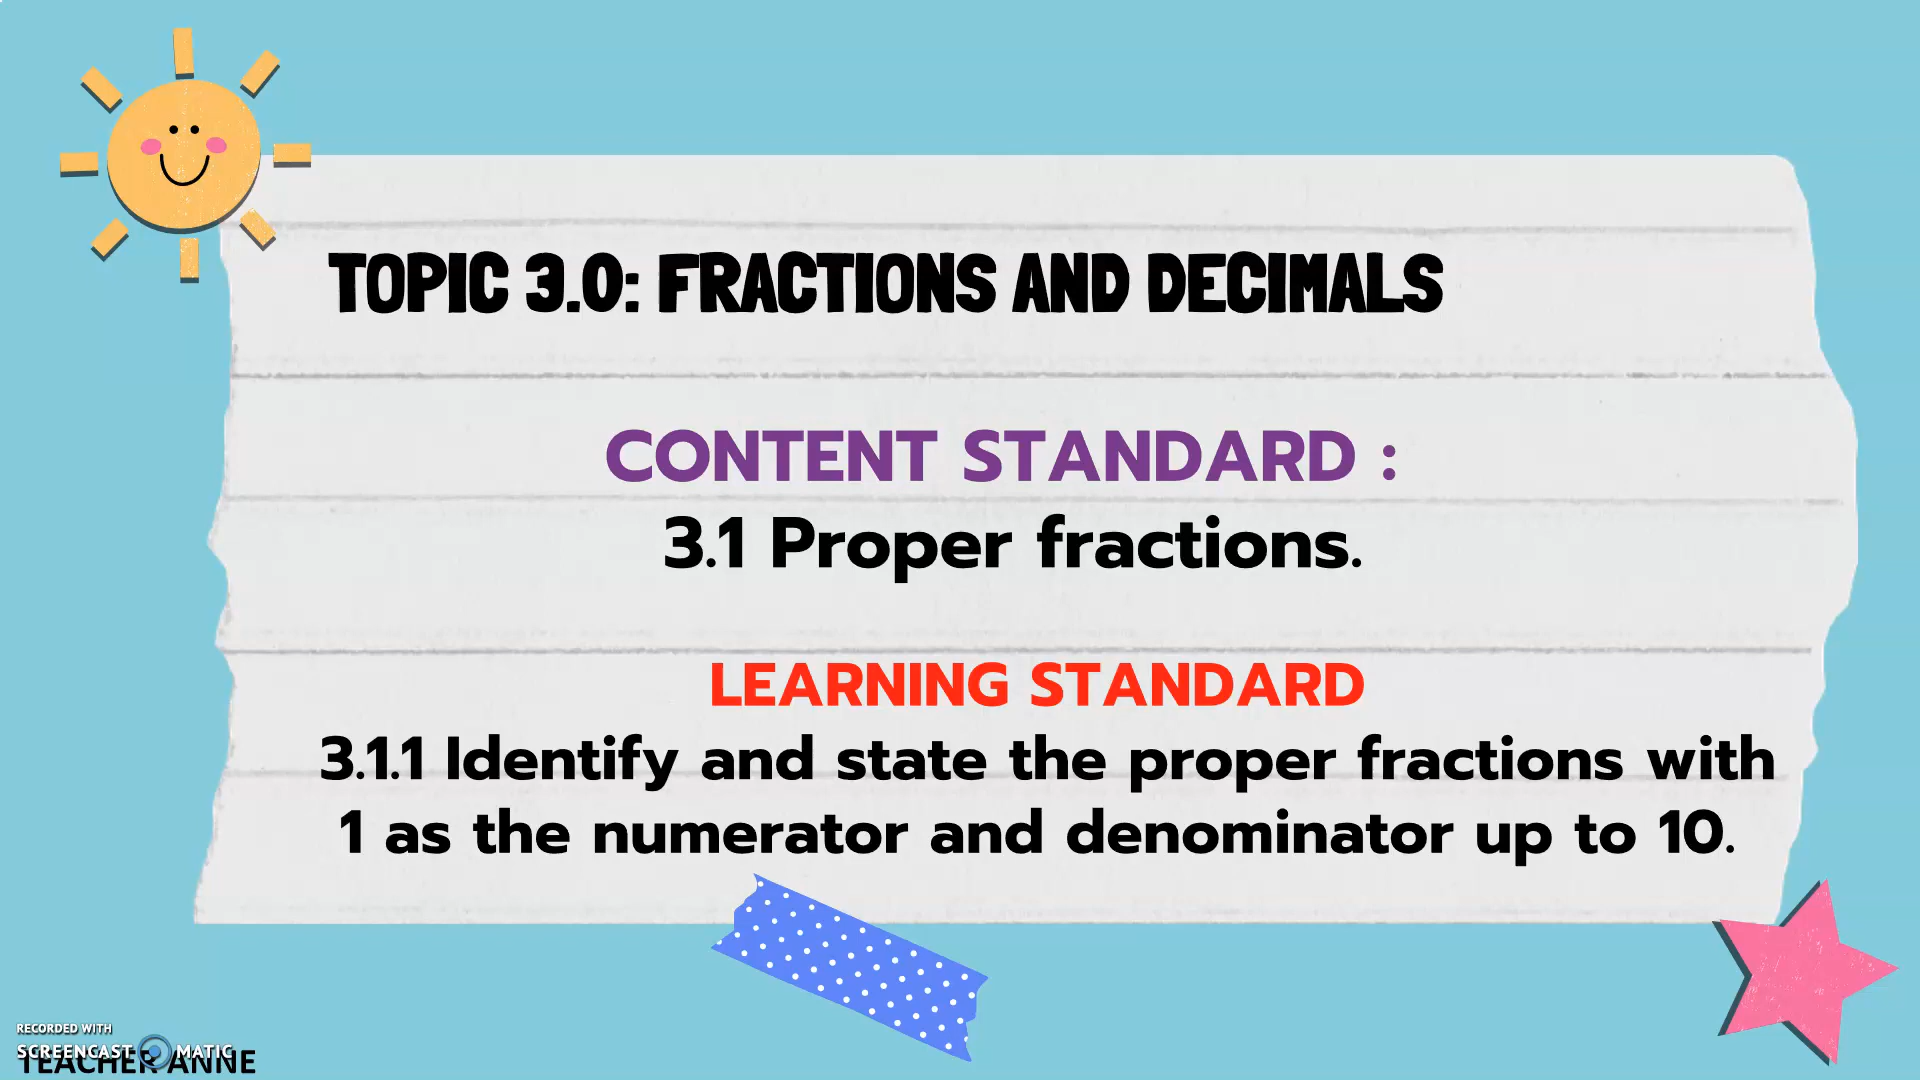 TOPIC 3.0: FRACTIONS AND DECIMALS
CONTENT STANDARD :
3.1 Proper fractions.
LEARNING STANDARD
3.1.1 Identify and state the proper fractions with
1 as the numerator and denominator up to 10.
RECORDED WITH
SCREENCAST MATIC
TEACHER ANNE